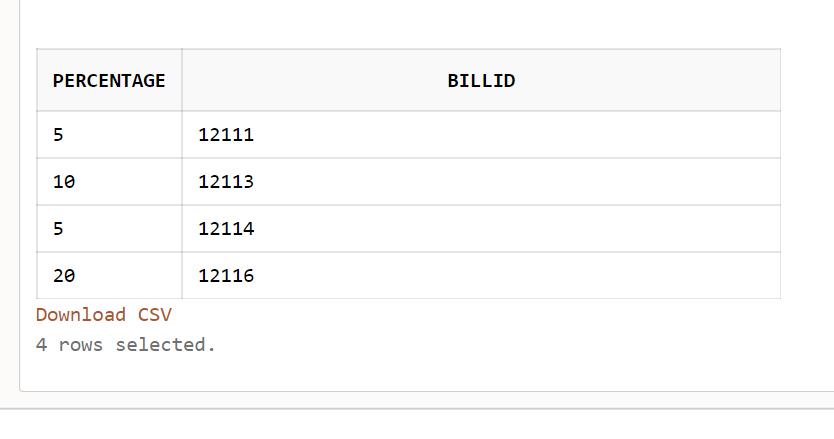 PERCENTAGE BILLID
5 12111
10 12113
5 12114
20 12116
Download CSV
4 rows selected.